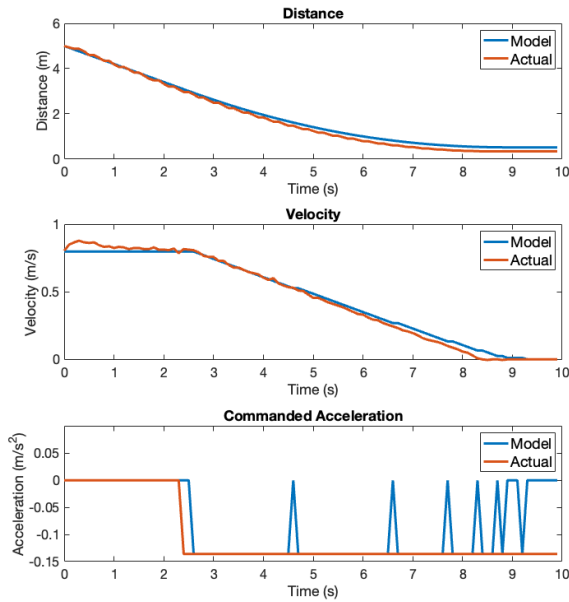 Distance
6
4
2
0
Distance (m)
Model
Actual
0 1 2 3 4 5 6 7 8 9 10
Time (s)
Velocity
1
0.5
0
Velocity (m/s)
Model
Actual
0 1 2 3 4 5 6 7 8 9 10
Time (s)
Commanded Acceleration
0.05
0
-0.05
-0.1
-0.15
Acceleration (m/s²)
Model
Actual
0 1 2 3 4 5 6 7 8 9 10
Time (s)